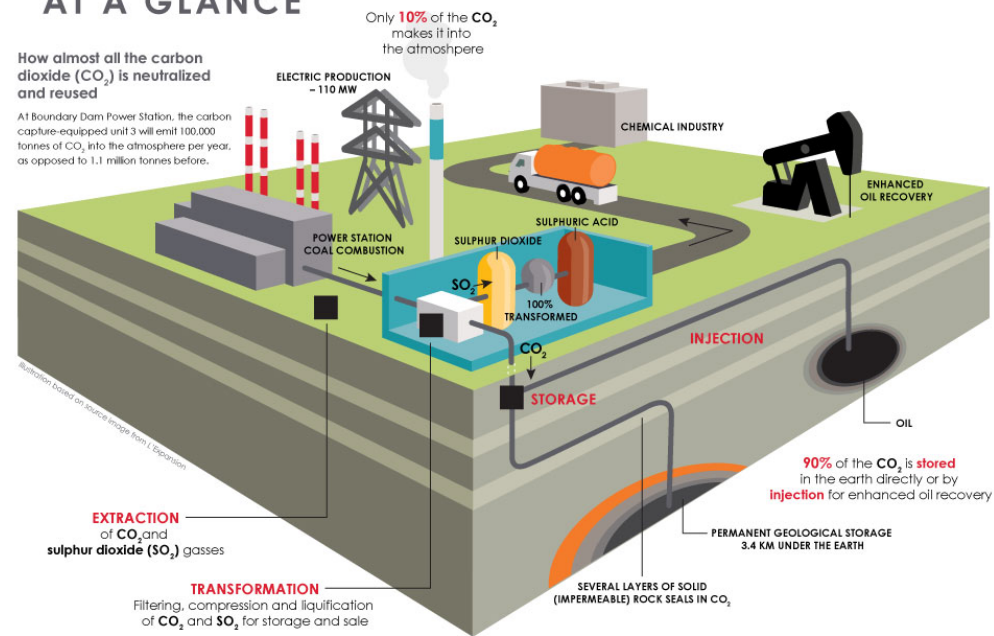 AT A GLANCE
How almost all the carbon
dioxide (CO₂) is neutralized
and reused
At Boundary Dam Power Station, the carbon
capture-equipped unit 3 will emit 100,000
tonnes of CO₂ into the atmosphere per year,
as opposed to 1.1 million tonnes before.
Only 10% of the CO₂
makes it into
the atmoshpere
ELECTRIC PRODUCTION
– 110 MW
CHEMICAL INDUSTRY
ENHANCED
OIL RECOVERY
POWER STATION
COAL COMBUSTION
SULPHUR DIOXIDE
SULPHURIC ACID
SO₂
100%
TRANSFORMED
CO₂
INJECTION
STORAGE
OIL
90% of the CO₂ is stored
in the earth directly or by
injection for enhanced oil recovery
PERMANENT GEOLOGICAL STORAGE
3.4 KM UNDER THE EARTH
SEVERAL LAYERS OF SOLID
(IMPERMEABLE) ROCK SEALS IN CO₂
EXTRACTION
of CO₂and
sulphur dioxide (SO₂) gasses
TRANSFORMATION
Filtering, compression and liquification
of CO₂ and SO₂ for storage and sale
Illustration based on source image from L'Expansion